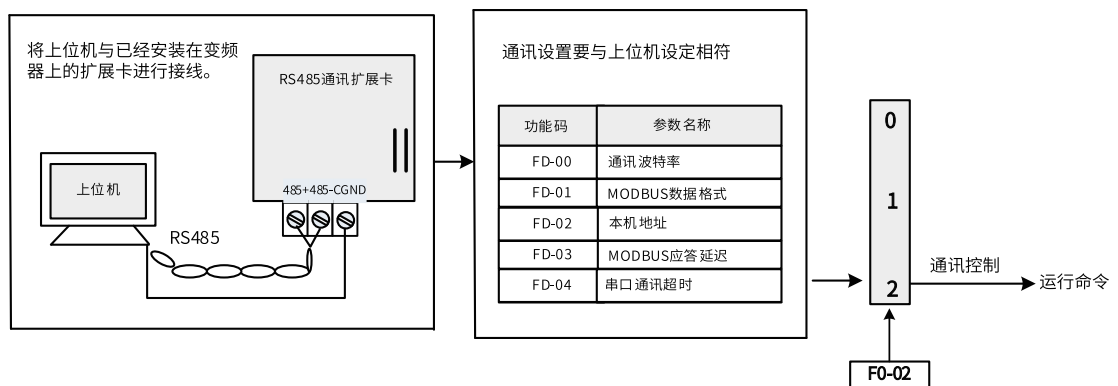 将上位机与已经安装在变频
器上的扩展卡进行接线。
RS485通讯扩展卡
上位机
485+485-CGND
RS485
通讯设置要与上位机设定相符
功能码 参数名称
FD-00 通讯波特率
FD-01 MODBUS数据格式
FD-02 本机地址
FD-03 MODBUS应答延迟
FD-04 串口通讯超时
0
1
2
通讯控制
运行命令
F0-02